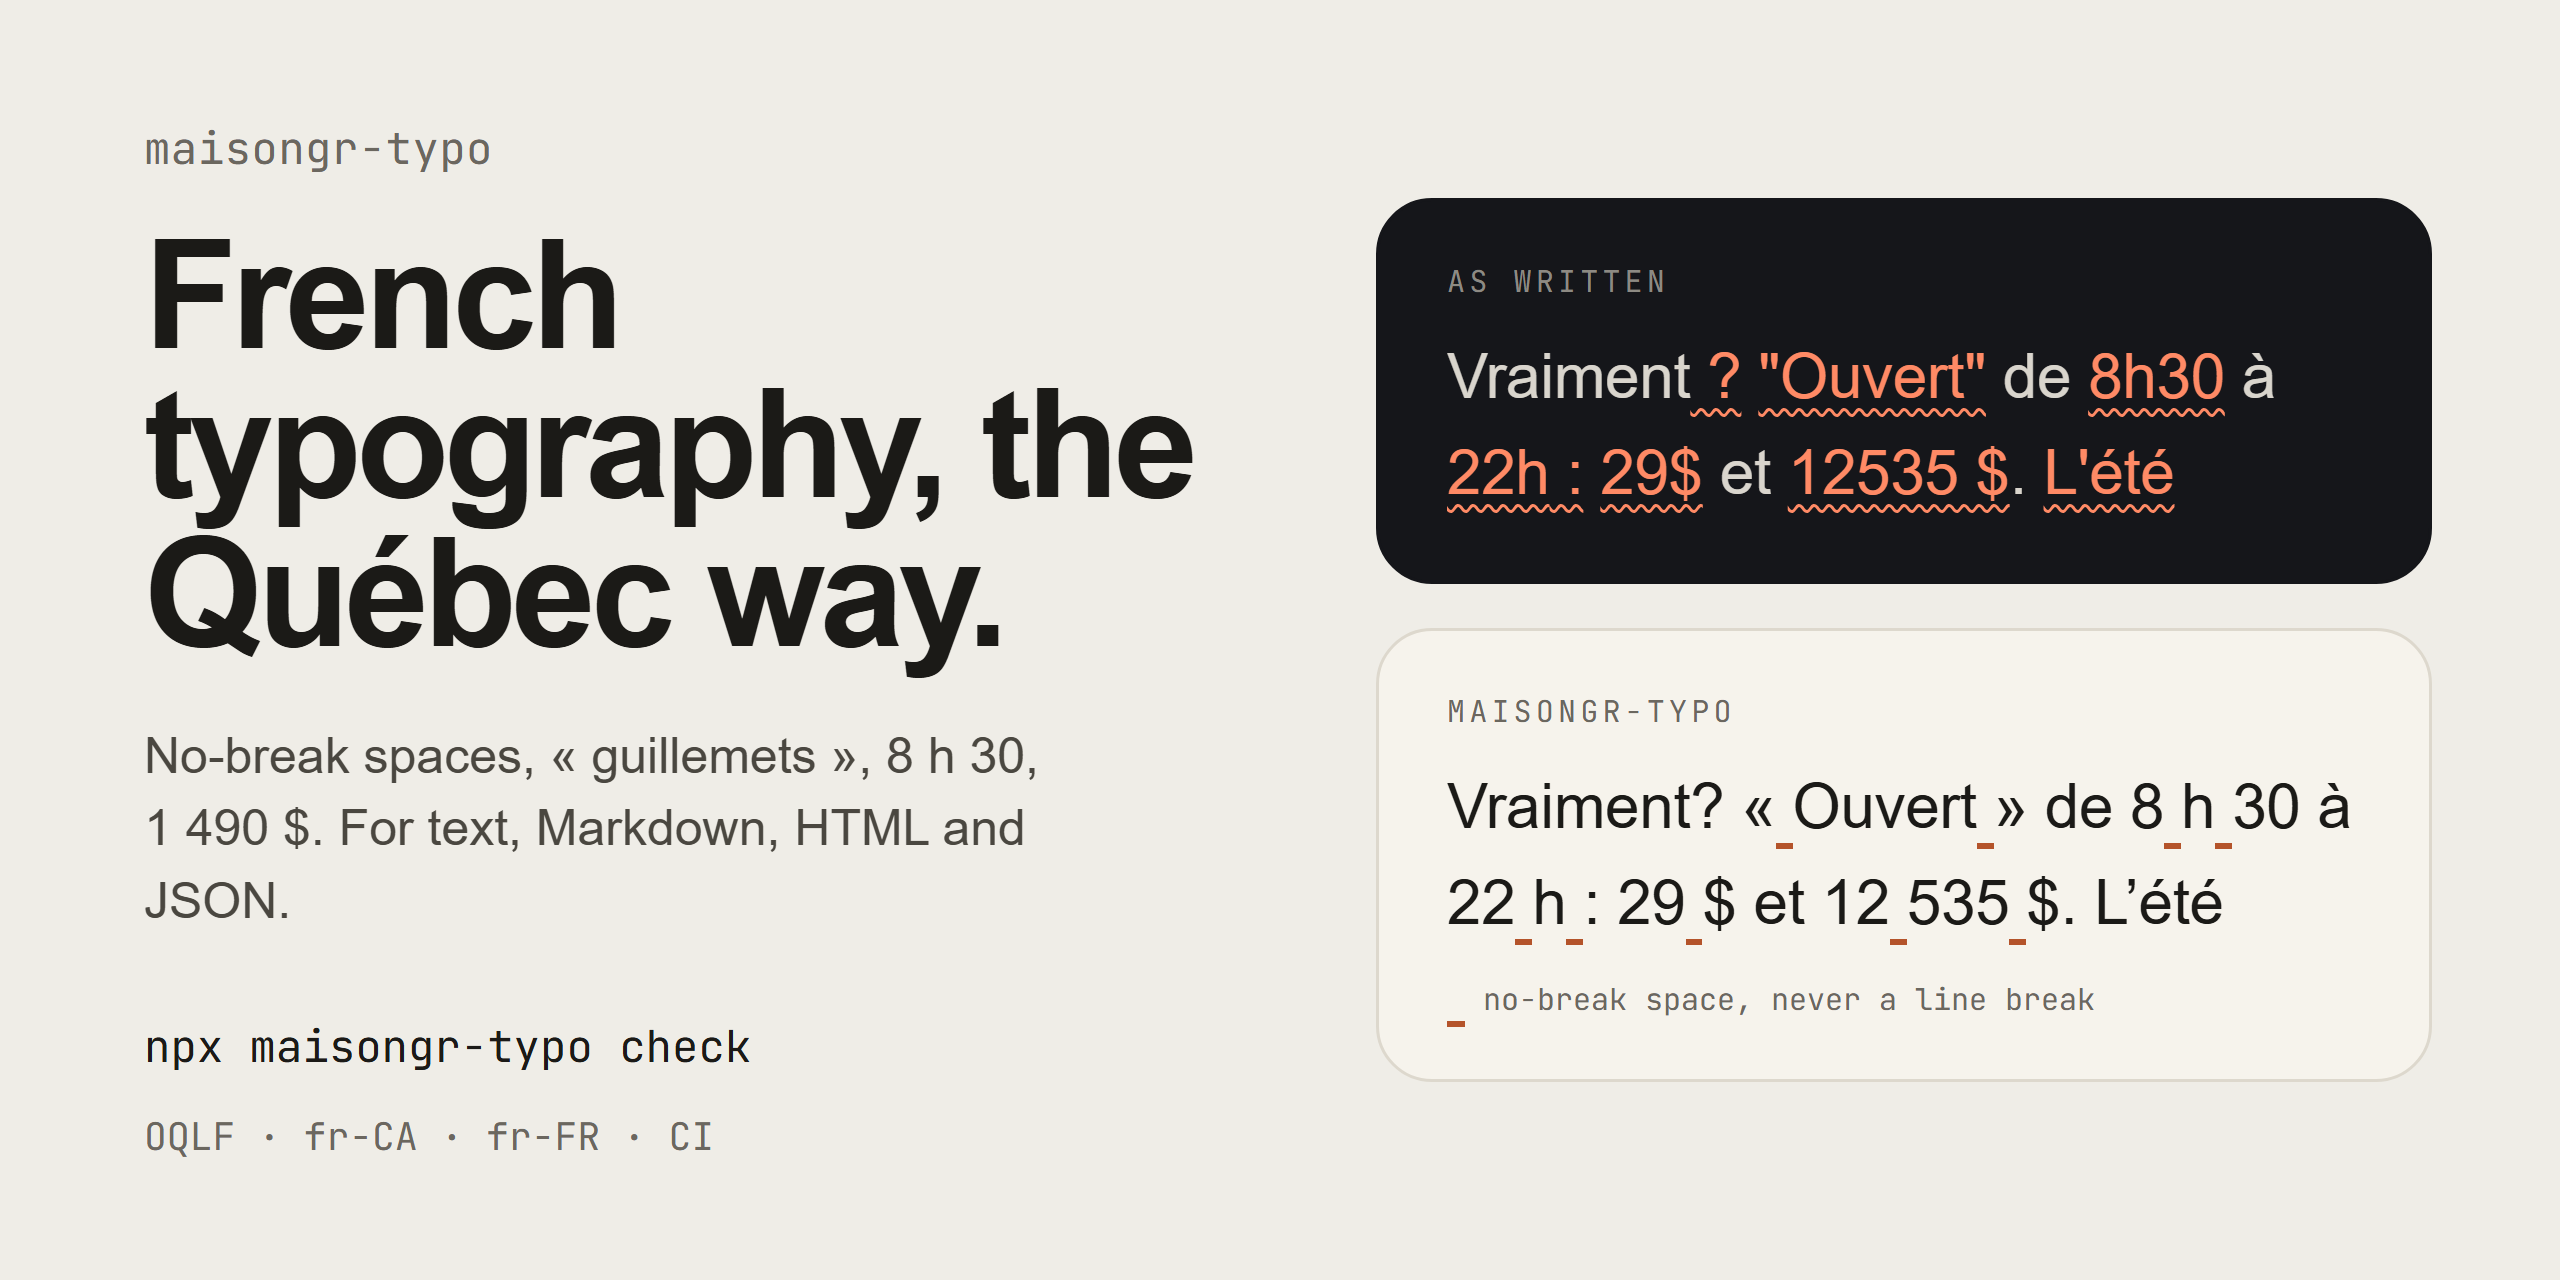 maisongr-typo
French
typography, the
Québec way.
No-break spaces, « guillemets », 8 h 30,
1 490 $. For text, Markdown, HTML and
JSON.
npx maisongr-typo check
OQLF · fr-CA · fr-FR · CI
AS WRITTEN
Vraiment ? "Ouvert" de 8h30 à
22h : 29$ et 12535 $. L'été
MAISONGR-TYPO
Vraiment? « Ouvert » de 8 h 30 à
22 h : 29 $ et 12 535 $. L’été
no-break space, never a line break